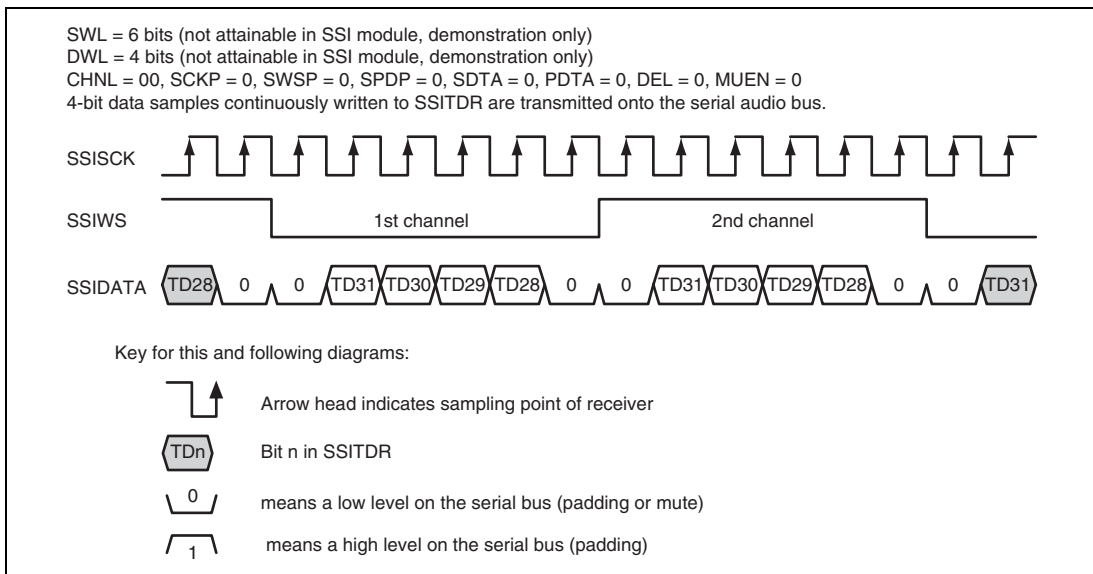 SWL = 6 bits (not attainable in SSI module, demonstration only)
DWL = 4 bits (not attainable in SSI module, demonstration only)
CHNL = 00, SCKP = 0, SWSP = 0, SPDP = 0, SDTA = 0, PDTA = 0, DEL = 0, MUEN = 0
4-bit data samples continuously written to SSITDR are transmitted onto the serial audio bus.
SSISCK
SSIWS 1st channel 2nd channel
SSIDATA TD28 0 0 TD31 TD30 TD29 TD28 0 0 TD31 TD30 TD29 TD28 0 0 TD31
Key for this and following diagrams:
Arrow head indicates sampling point of receiver
TDn Bit n in SSITDR
0 means a low level on the serial bus (padding or mute)
1 means a high level on the serial bus (padding)